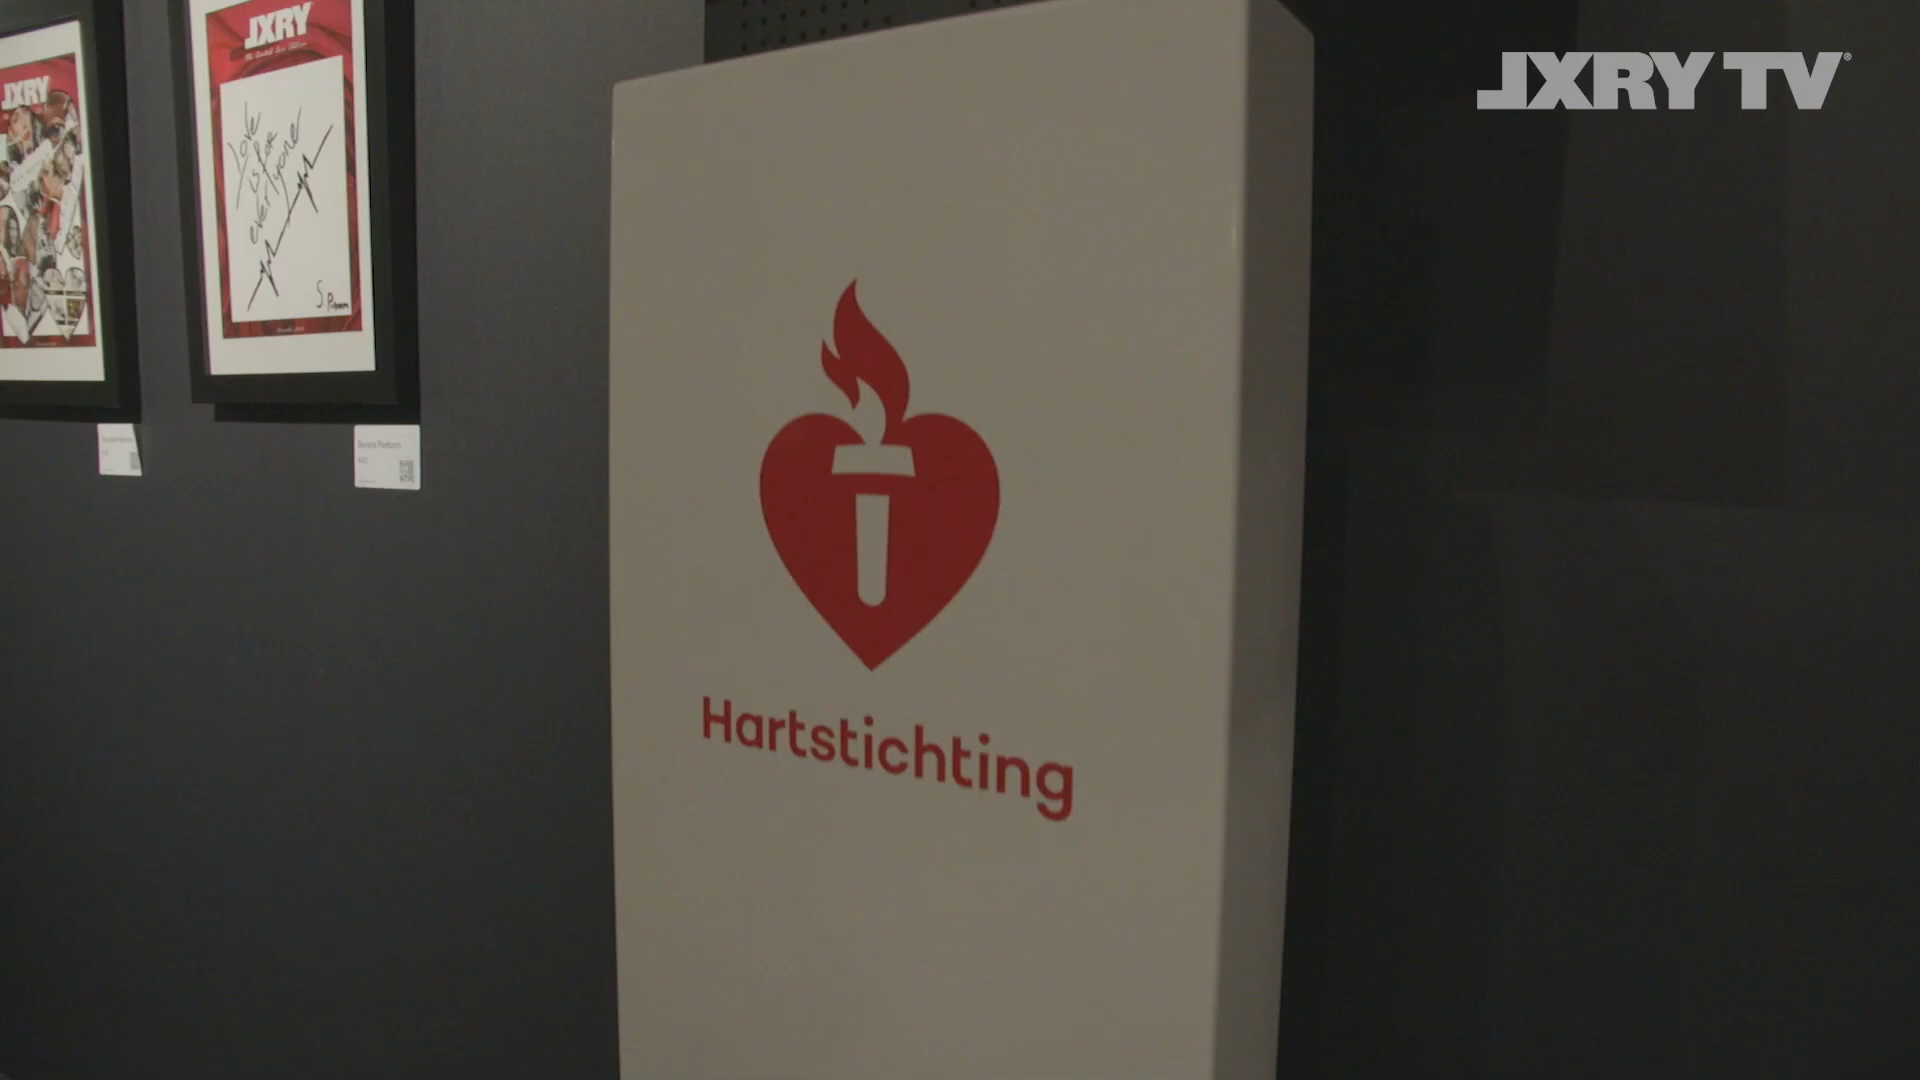 JXRY TV
JXRY
JXRY
Love
is for
everyone
Hartstichting